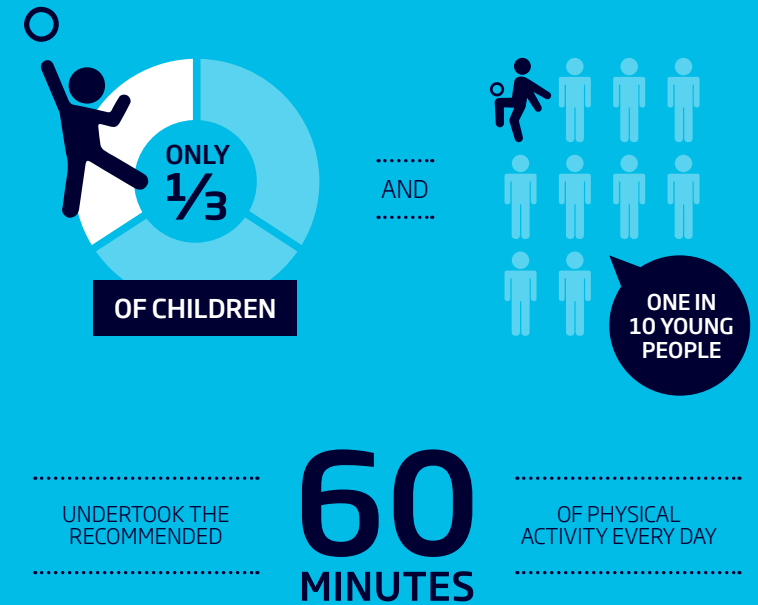 ONLY
1/3
OF CHILDREN
AND
ONE IN
10 YOUNG
PEOPLE
UNDERTOOK THE
RECOMMENDED
60
MINUTES
OF PHYSICAL
ACTIVITY EVERY DAY